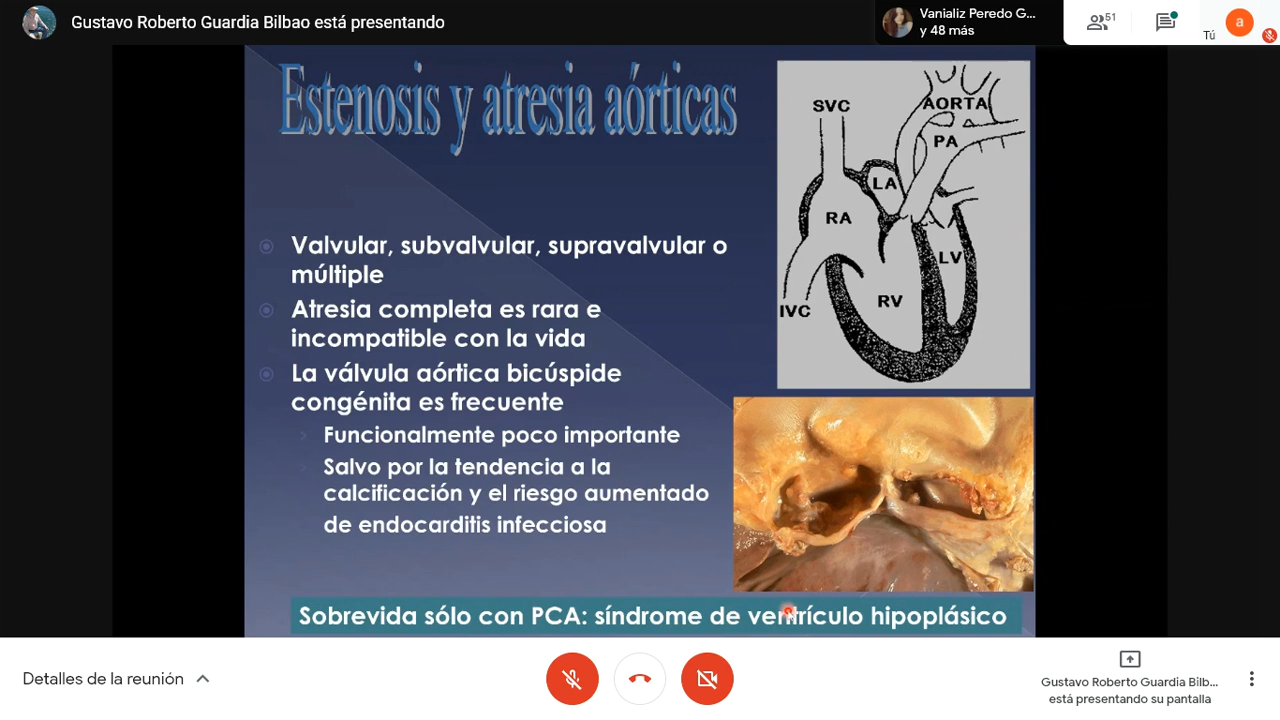 Gustavo Roberto Guardia Bilbao está presentando
Vanializ Peredo G...
y 48 más
51
Tú
a
Estenosis y atresia aórticas
SVC
AORTA
PA
LA
RA
LV
RV
IVC
Valvular, subvalvular, supravalvular o
múltiple
Atresia completa es rara e
incompatible con la vida
La válvula aórtica bicúspide
congénita es frecuente
Funcionalmente poco importante
Salvo por la tendencia a la
calcificación y el riesgo aumentado
de endocarditis infecciosa
Sobrevida sólo con PCA: síndrome de ventrículo hipoplásico
Detalles de la reunión
Gustavo Roberto Guardia Bilb...
está presentando su pantalla